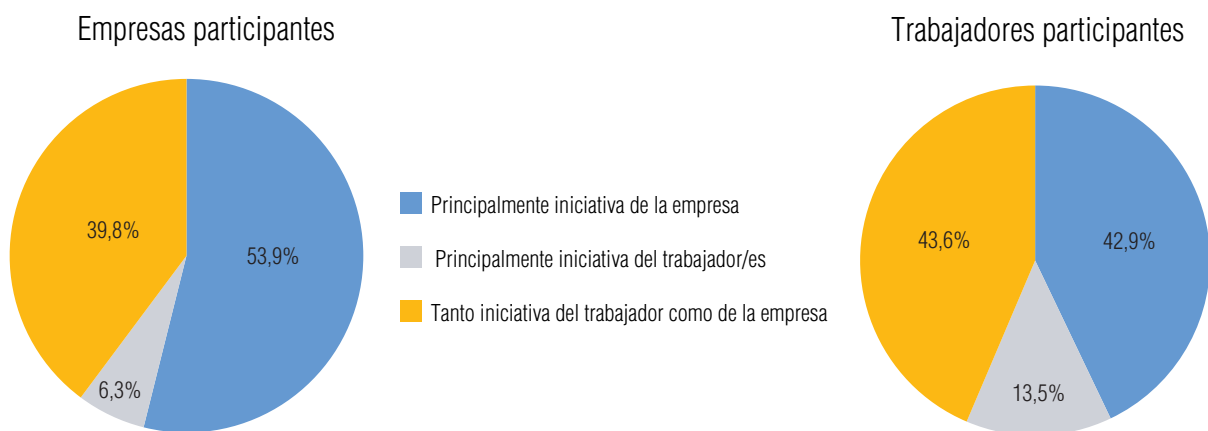 Empresas participantes
39,8%
53,9%
6,3%
Principalmente iniciativa de la empresa
Principalmente iniciativa del trabajador/es
Tanto iniciativa del trabajador como de la empresa
Trabajadores participantes
43,6%
42,9%
13,5%